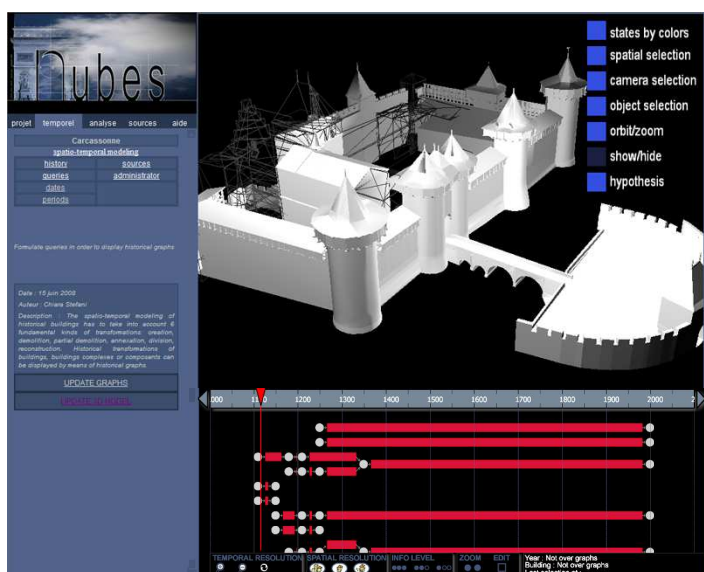 nubes
projet temporel analyse sources aide
Carcassonne
spatio-temporal modeling
history sources
queries administrator
dates
periods
Formulate queries in order to display historical graphs
Date : 15 juin 2008
Auteur : Chiara Stefani
Description : The spatio-temporal modeling of
historical buildings has to take into account 6
fundamental kinds of transformations: creation,
demolition, partial demolition, annexation, division,
reconstruction. Historical transformations of
buildings, buildings complexes or composants can
be displayed by means of historical graphs
UPDATE GRAPHS
UPDATE 3D MODEL
states by colors
spatial selection
camera selection
object selection
orbit/zoom
show/hide
hypothesis
1200 1300 1400 1500 1600 1700 1800 1900 2000
TEMPORAL RESOLUTION SPATIAL RESOLUTION INFO LEVEL ZOOM EDIT
Year : Not over graphs
Building : Not over graphs